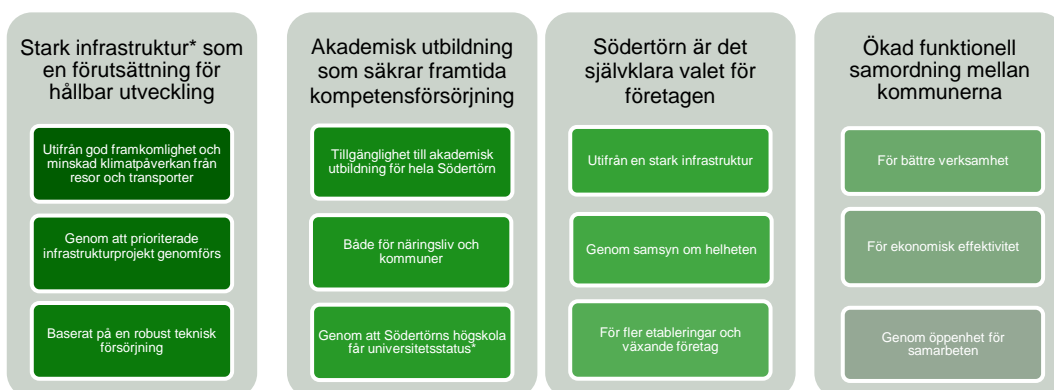 Stark infrastruktur* som
en förutsättning för
hållbar utveckling
Utifrån god framkomlighet och
minskad klimatpåverkan från
resor och transporter
Genom att prioriterade
infrastrukturprojekt genomförs
Baserat på en robust teknisk
försörjning
Akademisk utbildning
som säkrar framtida
kompetensförsörjning
Tillgänglighet till akademisk
utbildning för hela Södertörn
Både för näringsliv och
kommuner
Genom att Södertörns högskola
får universitetsstatus*
Södertörn är det
självklara valet för
företagen
Utifrån en stark infrastruktur
Genom samsyn om helheten
För fler etableringar och
växande företag
Ökad funktionell
samordning mellan
kommunerna
För bättre verksamhet
För ekonomisk effektivitet
Genom öppenhet för
samarbeten